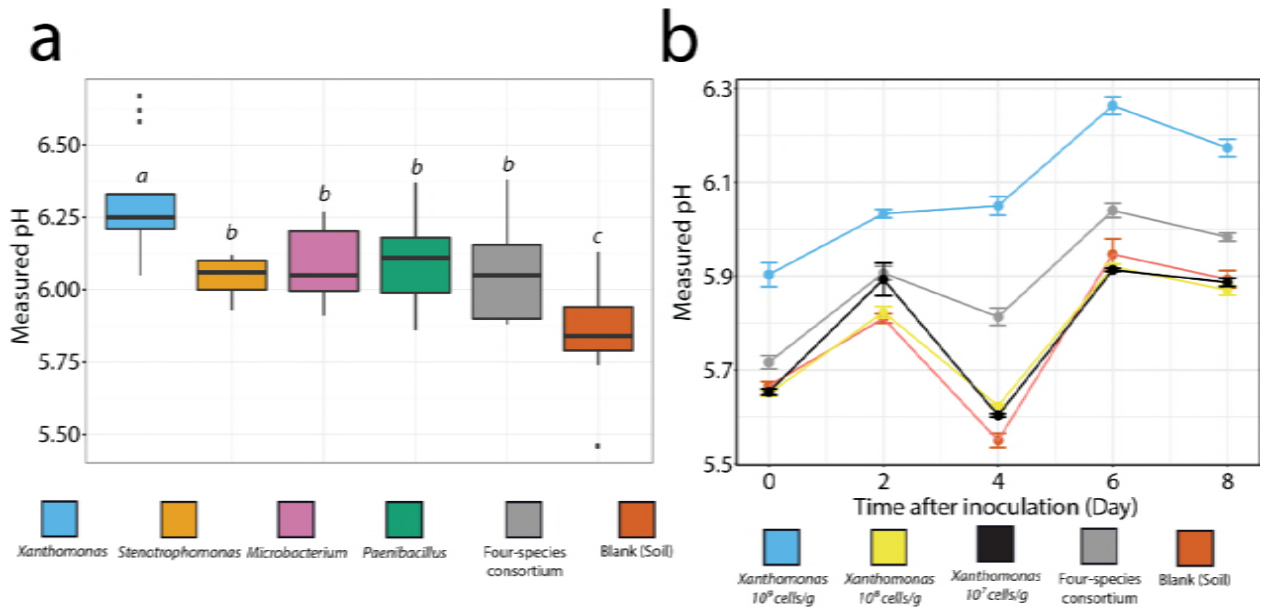 a
Measured pH
6.50
6.25
6.00
5.75
5.50
a
b
b
b
b
c
Xanthomonas
Stenotrophomonas
Microbacterium
Paenibacillus
Four-species
consortium
Blank (Soil)
b
Measured pH
6.3
6.1
5.9
5.7
5.5
0 2 4 6 8
Time after inoculation (Day)
Xanthomonas
10⁹ cells/g
Xanthomonas
10⁸ cells/g
Xanthomonas
10⁷ cells/g
Four-species
consortium
Blank (Soil)